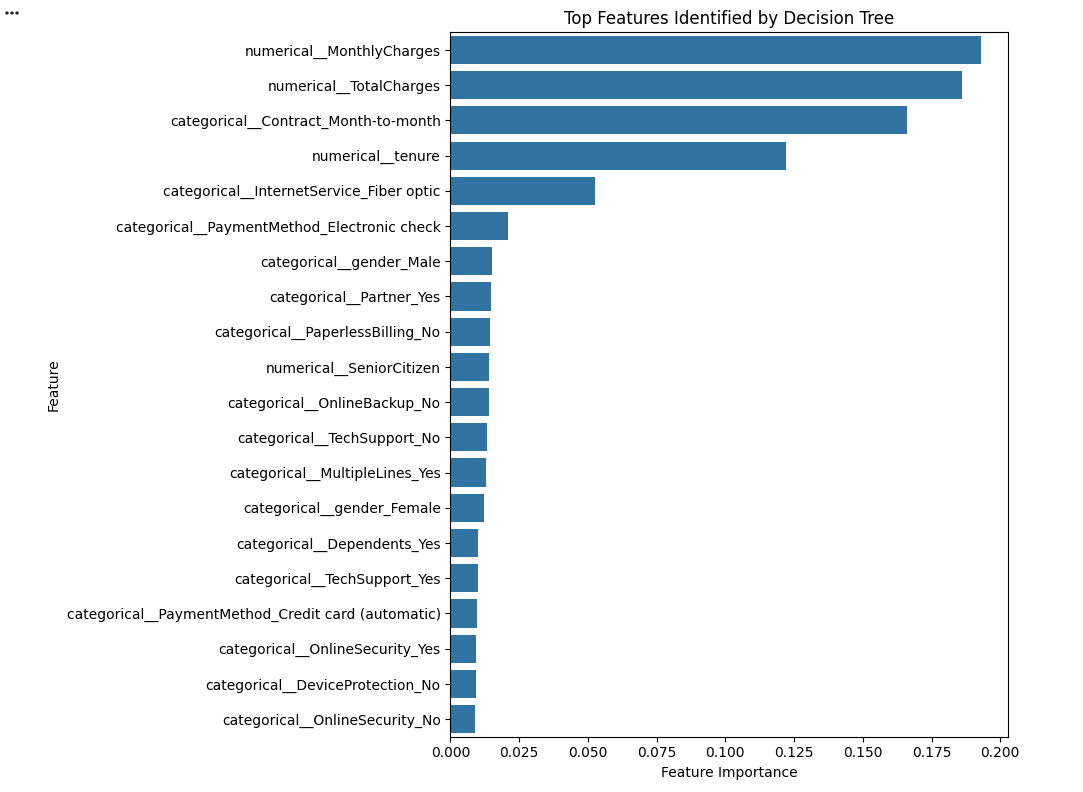 Top Features Identified by Decision Tree
numerical__MonthlyCharges
numerical__TotalCharges
categorical__Contract_Month-to-month
numerical__tenure
categorical__InternetService_Fiber optic
categorical__PaymentMethod_Electronic check
categorical__gender_Male
categorical__Partner_Yes
categorical__PaperlessBilling_No
numerical__SeniorCitizen
categorical__OnlineBackup_No
categorical__TechSupport_No
categorical__MultipleLines_Yes
categorical__gender_Female
categorical__Dependents_Yes
categorical__TechSupport_Yes
categorical__PaymentMethod_Credit card (automatic)
categorical__OnlineSecurity_Yes
categorical__DeviceProtection_No
categorical__OnlineSecurity_No
Feature
0.000 0.025 0.050 0.075 0.100 0.125 0.150 0.175 0.200
Feature Importance